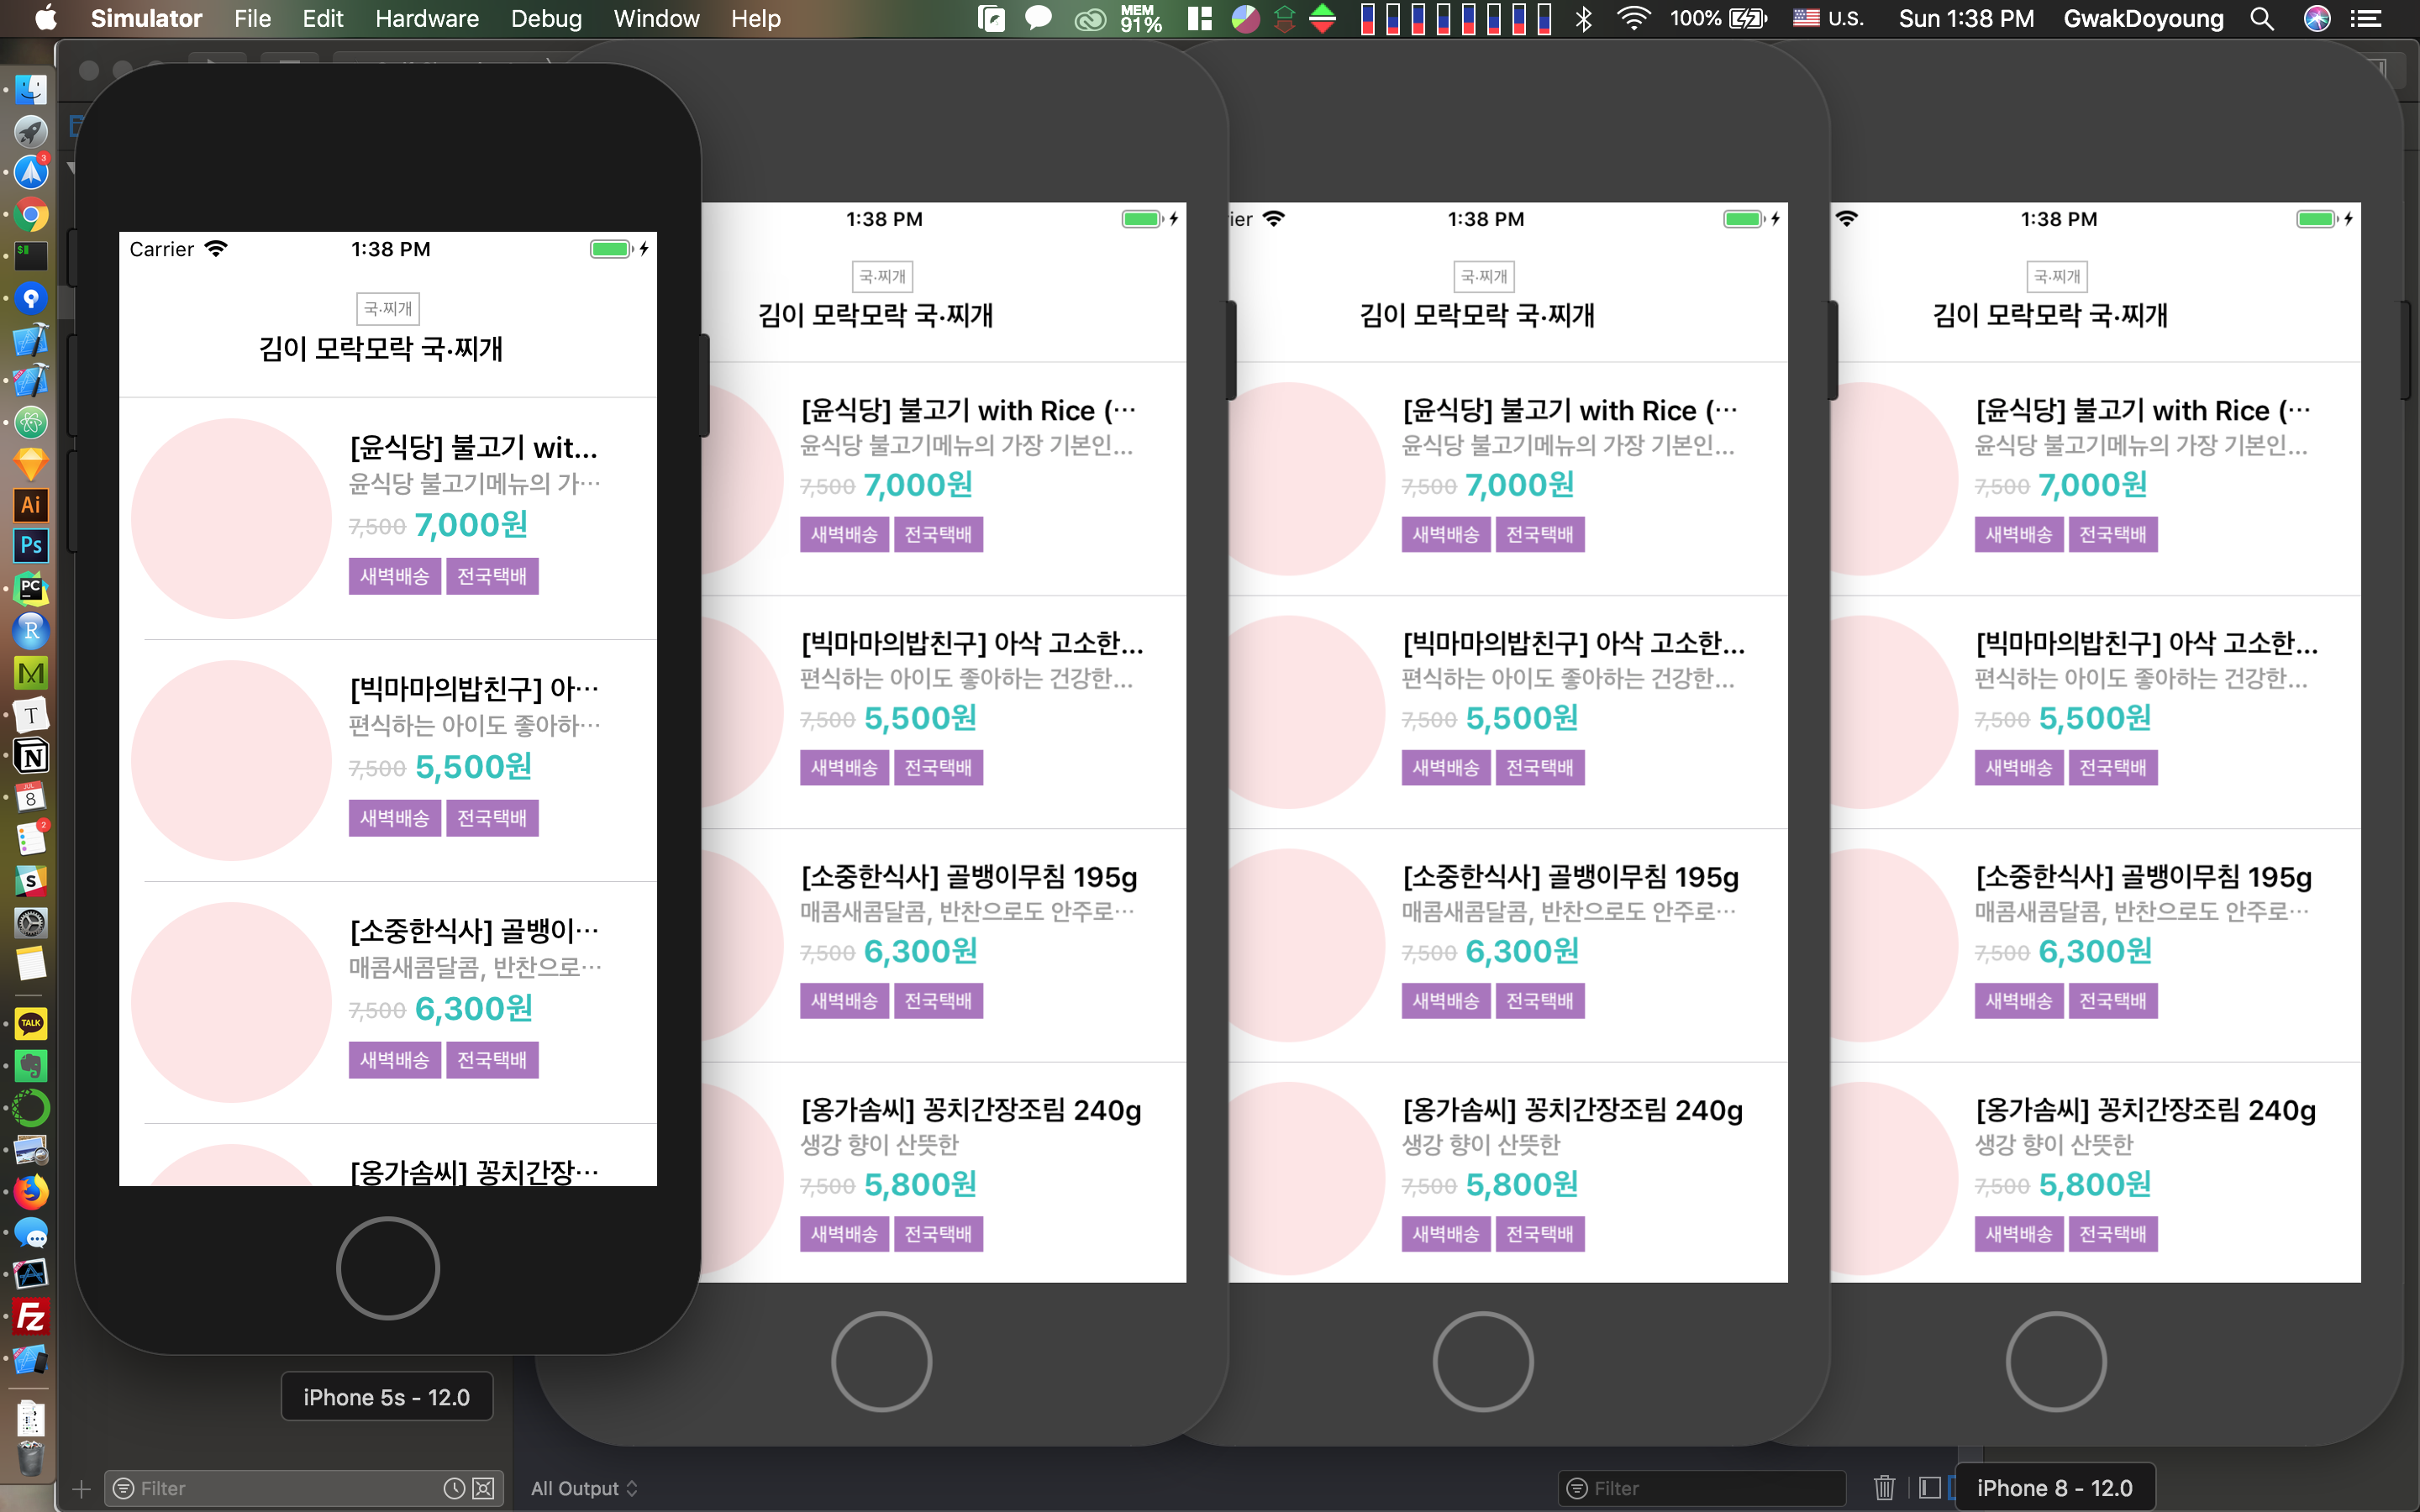 Simulator File Edit Hardware Debug Window Help
MEM
91%
100%
U.S.
Sun 1:38 PM
GwakDoyoung
Carrier
1:38 PM
국·찌개
김이 모락모락 국·찌개
[윤식당] 불고기 wit...
윤식당 불고기메뉴의 가···
7,500 7,000원
새벽배송 전국택배
[빅마마의밥친구] 아···
편식하는 아이도 좋아하···
7,500 5,500원
새벽배송 전국택배
[소중한식사] 골뱅이···
매콤새콤달콤, 반찬으로···
7,500 6,300원
새벽배송 전국택배
[옹가솜씨] 꽁치간장···
iPhone 5s - 12.0
1:38 PM
국·찌개
김이 모락모락 국·찌개
[윤식당] 불고기 with Rice (···
윤식당 불고기메뉴의 가장 기본인...
7,500 7,000원
새벽배송 전국택배
[빅마마의밥친구] 아삭 고소한...
편식하는 아이도 좋아하는 건강한...
7,500 5,500원
새벽배송 전국택배
[소중한식사] 골뱅이무침 195g
매콤새콤달콤, 반찬으로도 안주로···
7,500 6,300원
새벽배송 전국택배
[옹가솜씨] 꽁치간장조림 240g
생강 향이 산뜻한
7,500 5,800원
새벽배송 전국택배
ier
1:38 PM
국·찌개
김이 모락모락 국·찌개
[윤식당] 불고기 with Rice (···
윤식당 불고기메뉴의 가장 기본인...
7,500 7,000원
새벽배송 전국택배
[빅마마의밥친구] 아삭 고소한...
편식하는 아이도 좋아하는 건강한...
7,500 5,500원
새벽배송 전국택배
[소중한식사] 골뱅이무침 195g
매콤새콤달콤, 반찬으로도 안주로···
7,500 6,300원
새벽배송 전국택배
[옹가솜씨] 꽁치간장조림 240g
생강 향이 산뜻한
7,500 5,800원
새벽배송 전국택배
1:38 PM
국·찌개
김이 모락모락 국·찌개
[윤식당] 불고기 with Rice (···
윤식당 불고기메뉴의 가장 기본인...
7,500 7,000원
새벽배송 전국택배
[빅마마의밥친구] 아삭 고소한...
편식하는 아이도 좋아하는 건강한...
7,500 5,500원
새벽배송 전국택배
[소중한식사] 골뱅이무침 195g
매콤새콤달콤, 반찬으로도 안주로···
7,500 6,300원
새벽배송 전국택배
[옹가솜씨] 꽁치간장조림 240g
생강 향이 산뜻한
7,500 5,800원
새벽배송 전국택배
iPhone 8 - 12.0
Filter
All Output
Filter
3
Ai
Ps
PC
R
M
T
N
JUL
8
2
S
TALK
Fz